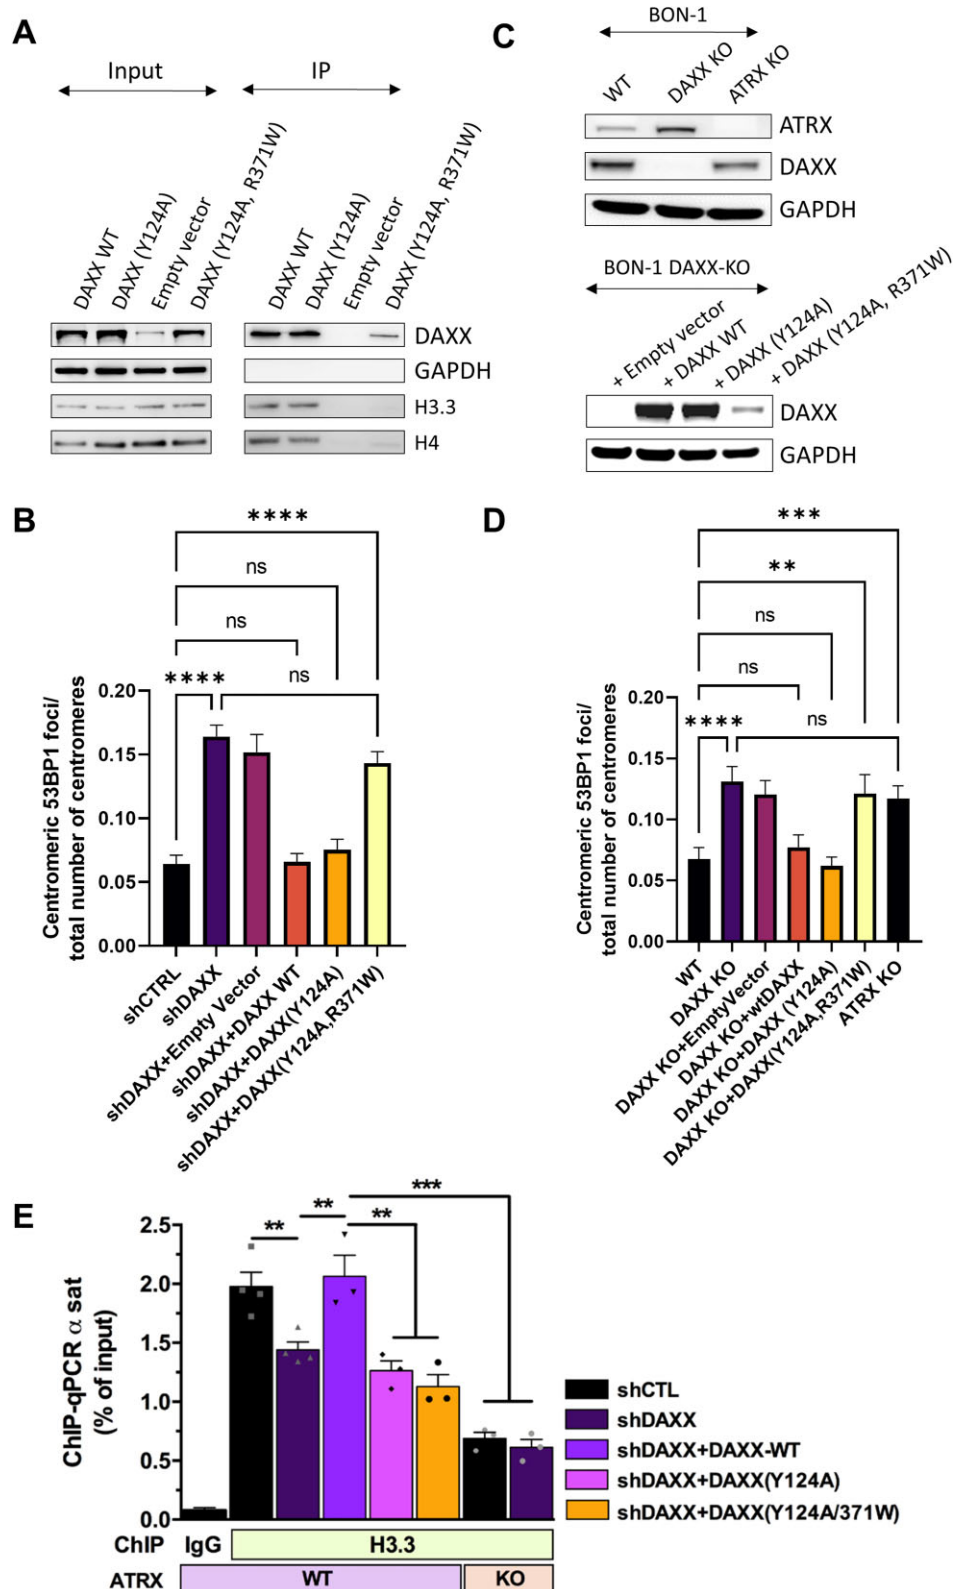 A
Input
IP
DAXX WT
DAXX (Y124A)
Empty vector
DAXX (Y124A, R371W)
DAXX WT
DAXX (Y124A)
Empty vector
DAXX (Y124A, R371W)
DAXX
GAPDH
H3.3
H4
C
BON-1
WT
DAXX KO
ATRX KO
ATRX
DAXX
GAPDH
BON-1 DAXX-KO
+ Empty vector
+ DAXX WT
+ DAXX (Y124A)
+ DAXX (Y124A, R371W)
DAXX
GAPDH
B
****
ns
ns
**** ns
Centromeric 53BP1 foci/
total number of centromeres
0.20
0.15
0.10
0.05
0.00
shCTRL
shDAXX
shDAXX+Empty Vector
shDAXX+DAXX WT
shDAXX+DAXX(Y124A)
shDAXX+DAXX(Y124A,R371W)
D
***
**
ns
ns
**** ns
Centromeric 53BP1 foci/
total number of centromeres
0.20
0.15
0.10
0.05
0.00
WT
DAXX KO
DAXX KO+EmptyVector
DAXX KO+wtDAXX
DAXX KO+DAXX (Y124A)
DAXX KO+DAXX(Y124A,R371W)
ATRX KO
E
** ** ** ***
ChIP-qPCR α sat
(% of input)
2.5
2.0
1.5
1.0
0.5
0.0
shCTL
shDAXX
shDAXX+DAXX-WT
shDAXX+DAXX(Y124A)
shDAXX+DAXX(Y124A/371W)
ChIP IgG H3.3
ATRX WT KO